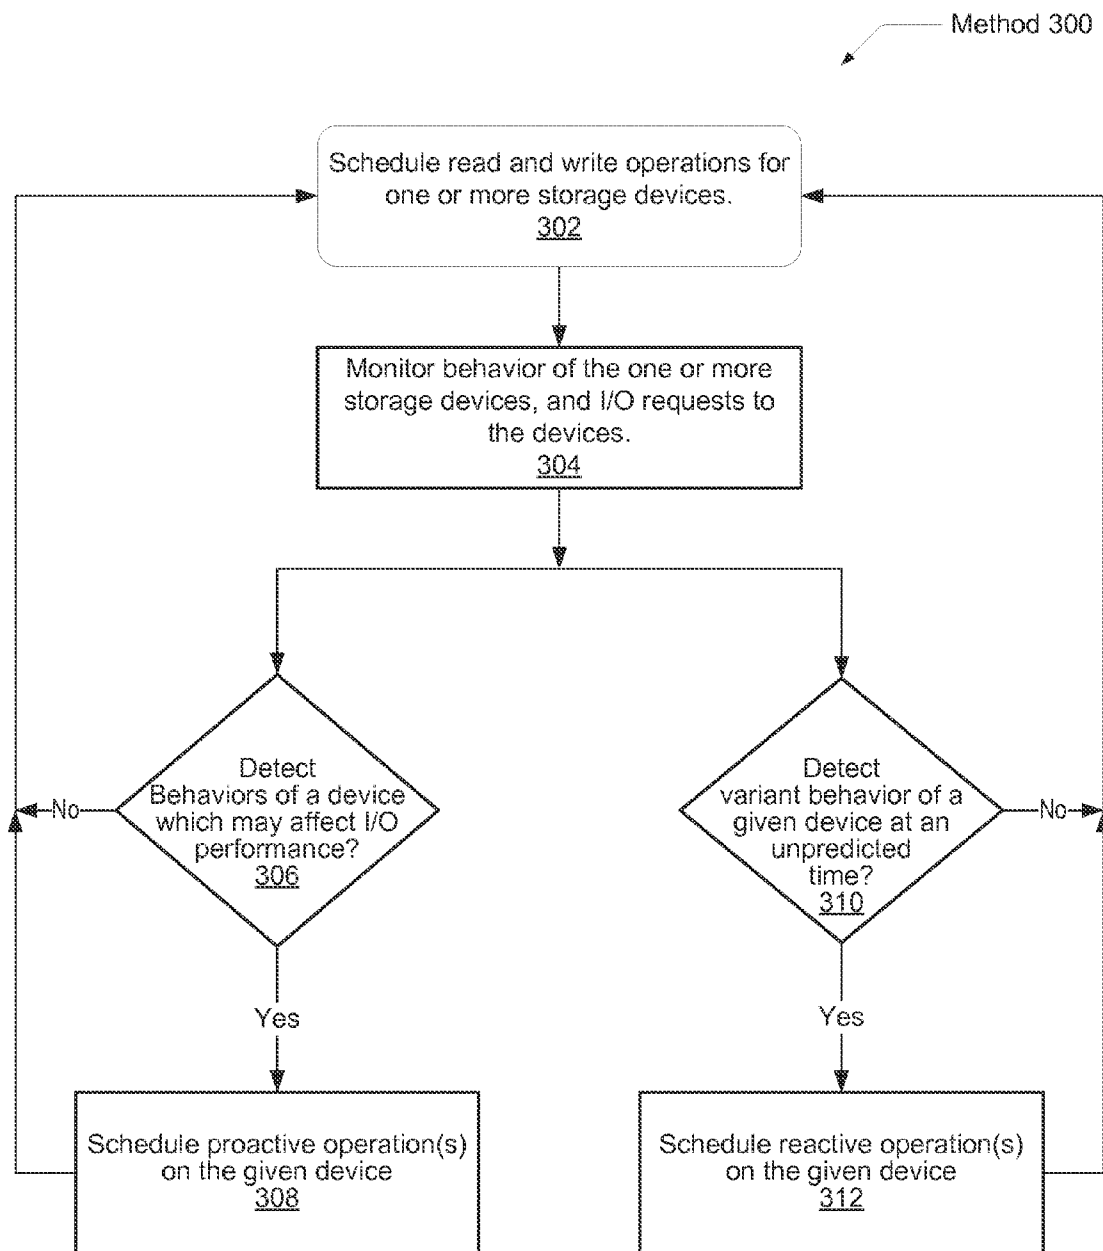 Method 300
Schedule read and write operations for
one or more storage devices.
302
Monitor behavior of the one or more
storage devices, and I/O requests to
the devices.
304
Detect
Behaviors of a device
which may affect I/O
performance?
306
No
Yes
Detect
variant behavior of a
given device at an
unpredicted
time?
310
No
Yes
Schedule proactive operation(s)
on the given device
308
Schedule reactive operation(s)
on the given device
312